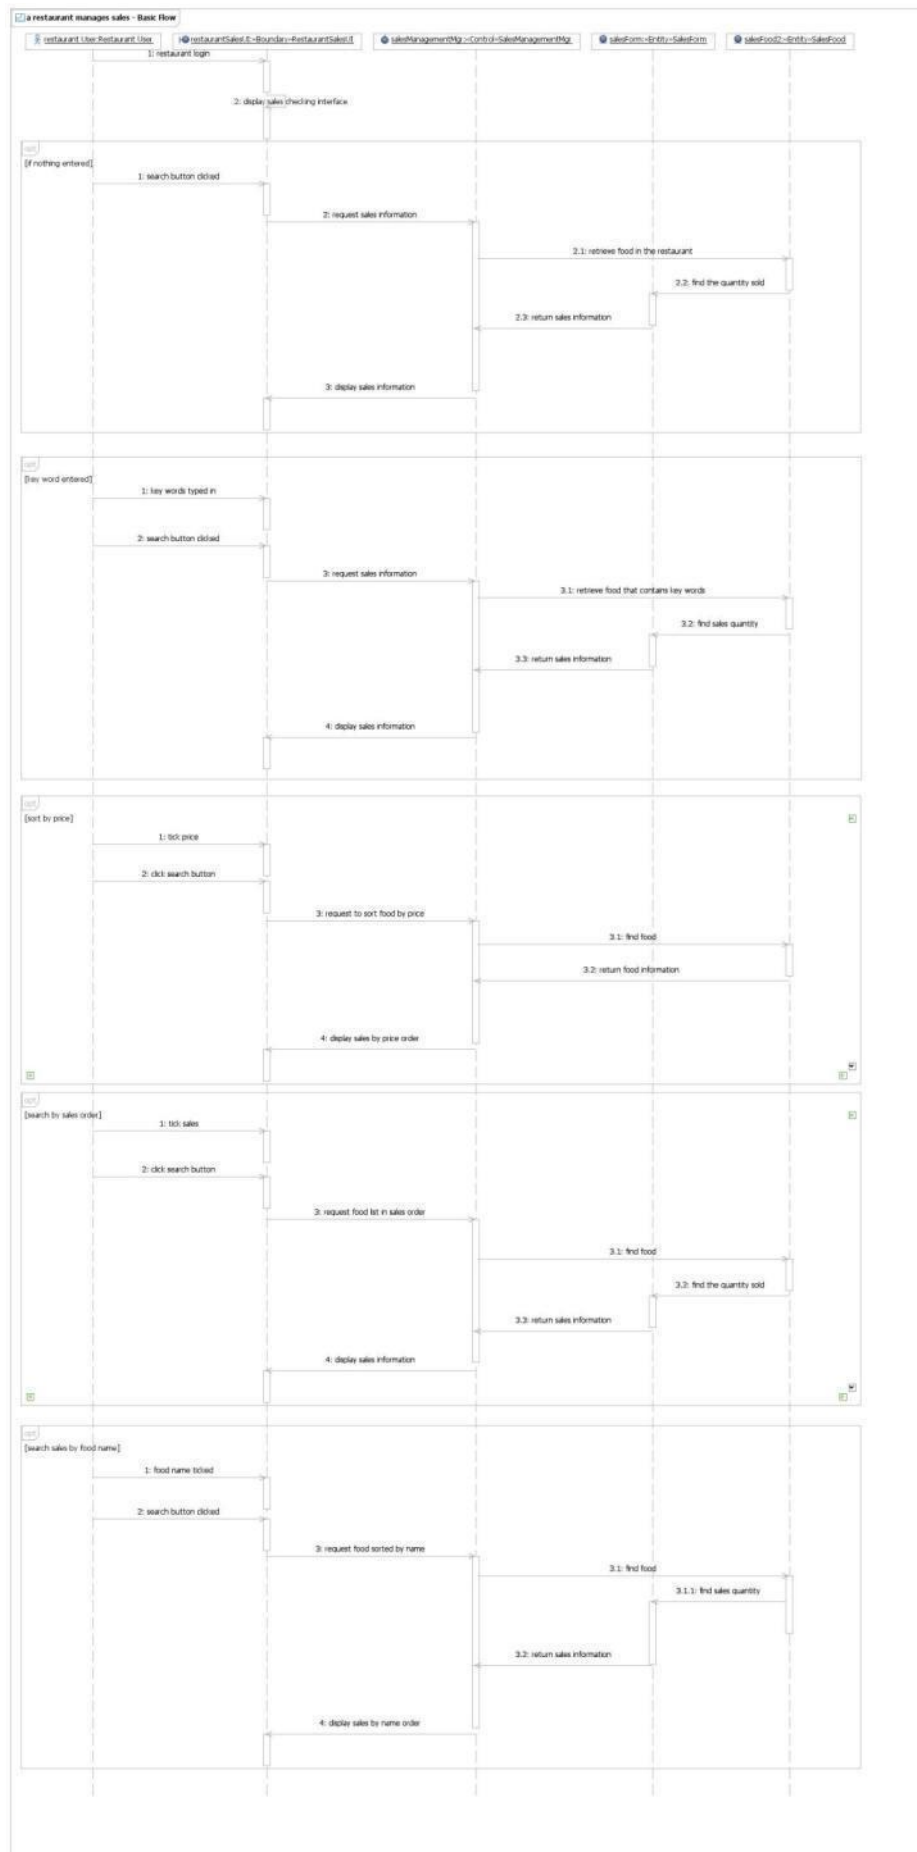 a restaurant manages sales - Basic Flow
restaurant User:Restaurant User
restaurantSalesUI:«Boundary»RestaurantSalesUI
salesManagementMgr:«Control»SalesManagementMgr
salesForm:«Entity»SalesForm
salesFood2:«Entity»SalesFood
1: restaurant login
2: display sales checking interface
opt
[if nothing entered]
1: search button clicked
2: request sales information
2.1: retrieve food in the restaurant
2.2: find the quantity sold
2.3: return sales information
3: display sales information
opt
[key word entered]
1: key words typed in
2: search button clicked
3: request sales information
3.1: retrieve food that contains key words
3.2: find sales quantity
3.3: return sales information
4: display sales information
opt
[sort by price]
1: tick price
2: click search button
3: request to sort food by price
3.1: find food
3.2: return food information
4: display sales by price order
opt
[search by sales order]
1: tick sales
2: click search button
3: request food list in sales order
3.1: find food
3.2: find the quantity sold
3.3: return sales information
4: display sales information
opt
[search sales by food name]
1: food name ticked
2: search button clicked
3: request food sorted by name
3.1: find food
3.1.1: find sales quantity
3.2: return sales information
4: display sales by name order